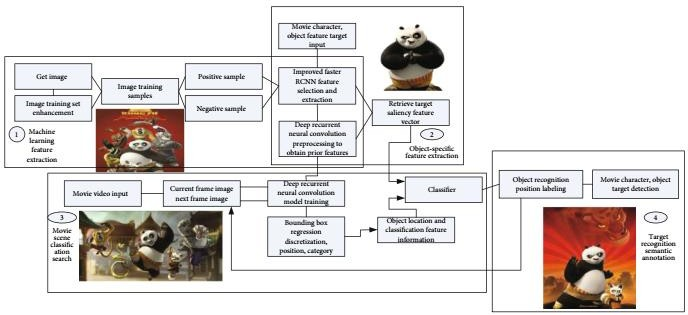 Movie character,
object feature target
input
Get image
Image training set
enhancement
Image training
samples
Positive sample
Negative sample
Improved faster
RCNN feature
selection and
extraction
Deep recurrent
neural convolution
preprocessing to
obtain prior features
Retrieve target
saliency feature
vector
1
Machine
learning
feature
extraction
2
Object-specific
feature extraction
Movie video input
Current frame image
next frame image
Deep recurrent
neural convolution
model training
Bounding box
regression
discretization,
position, category
Classifier
Object location and
classification feature
information
3
Movie
scene
classific
ation
search
Object recognition
position labeling
Movie character, object
target detection
4
Target
recognition
semantic
annotation